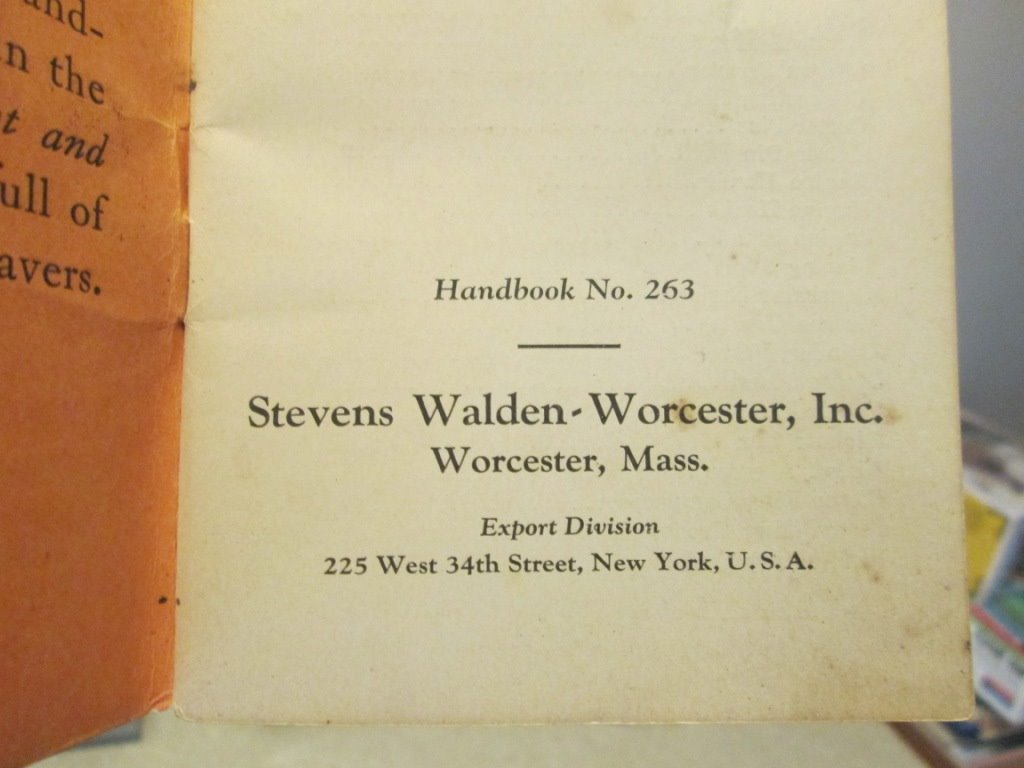 and-
n the
t and
ull of
avers.
Handbook No. 263
Stevens Walden-Worcester, Inc.
Worcester, Mass.
Export Division
225 West 34th Street, New York, U. S. A.